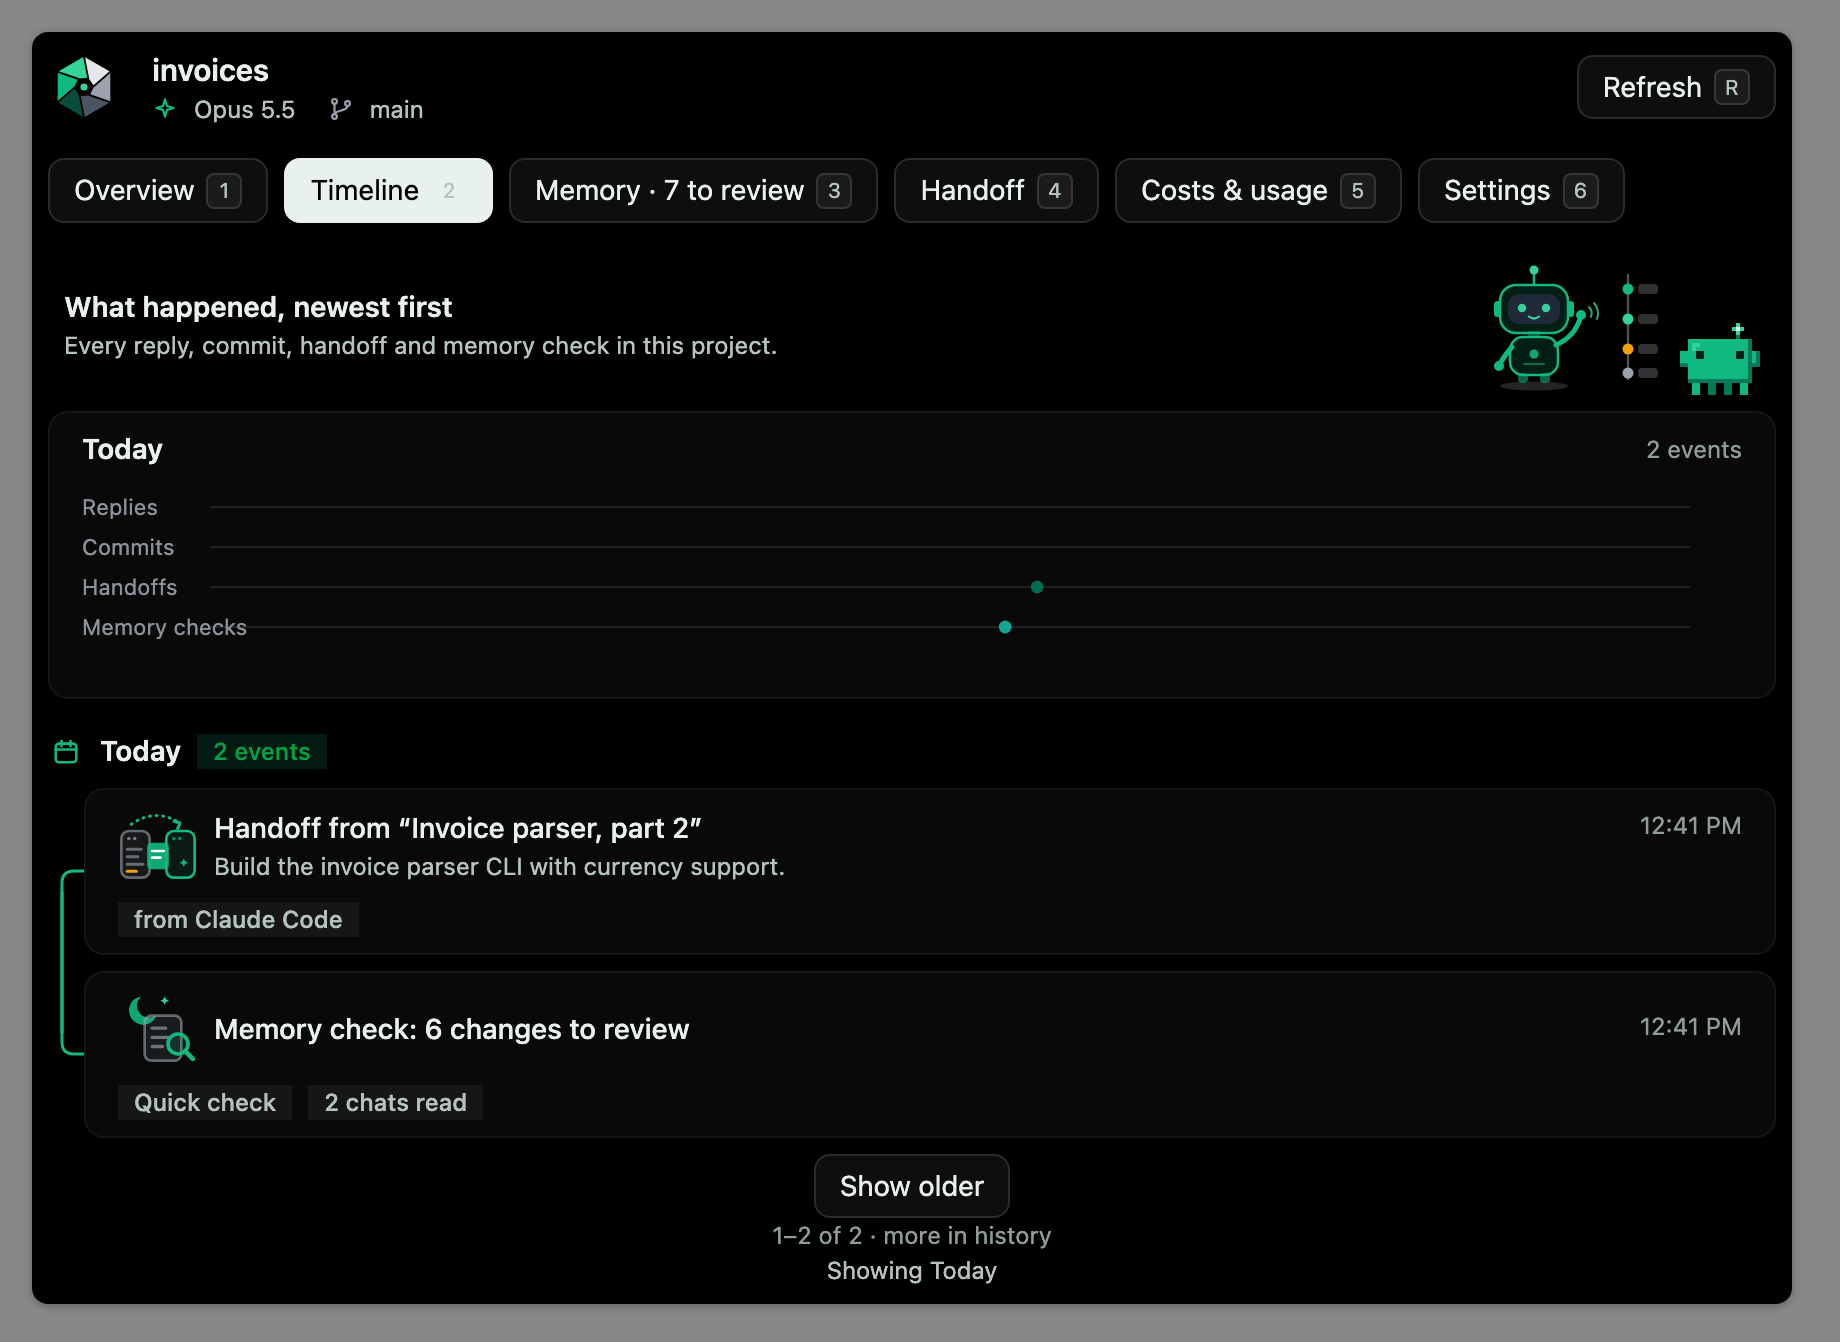 invoices
Opus 5.5 main
Refresh R
Overview 1
Timeline 2
Memory · 7 to review 3
Handoff 4
Costs & usage 5
Settings 6
What happened, newest first
Every reply, commit, handoff and memory check in this project.
Today
2 events
Replies
Commits
Handoffs
Memory checks
Today 2 events
Handoff from “Invoice parser, part 2”
12:41 PM
Build the invoice parser CLI with currency support.
from Claude Code
Memory check: 6 changes to review
12:41 PM
Quick check
2 chats read
Show older
1–2 of 2 · more in history
Showing Today